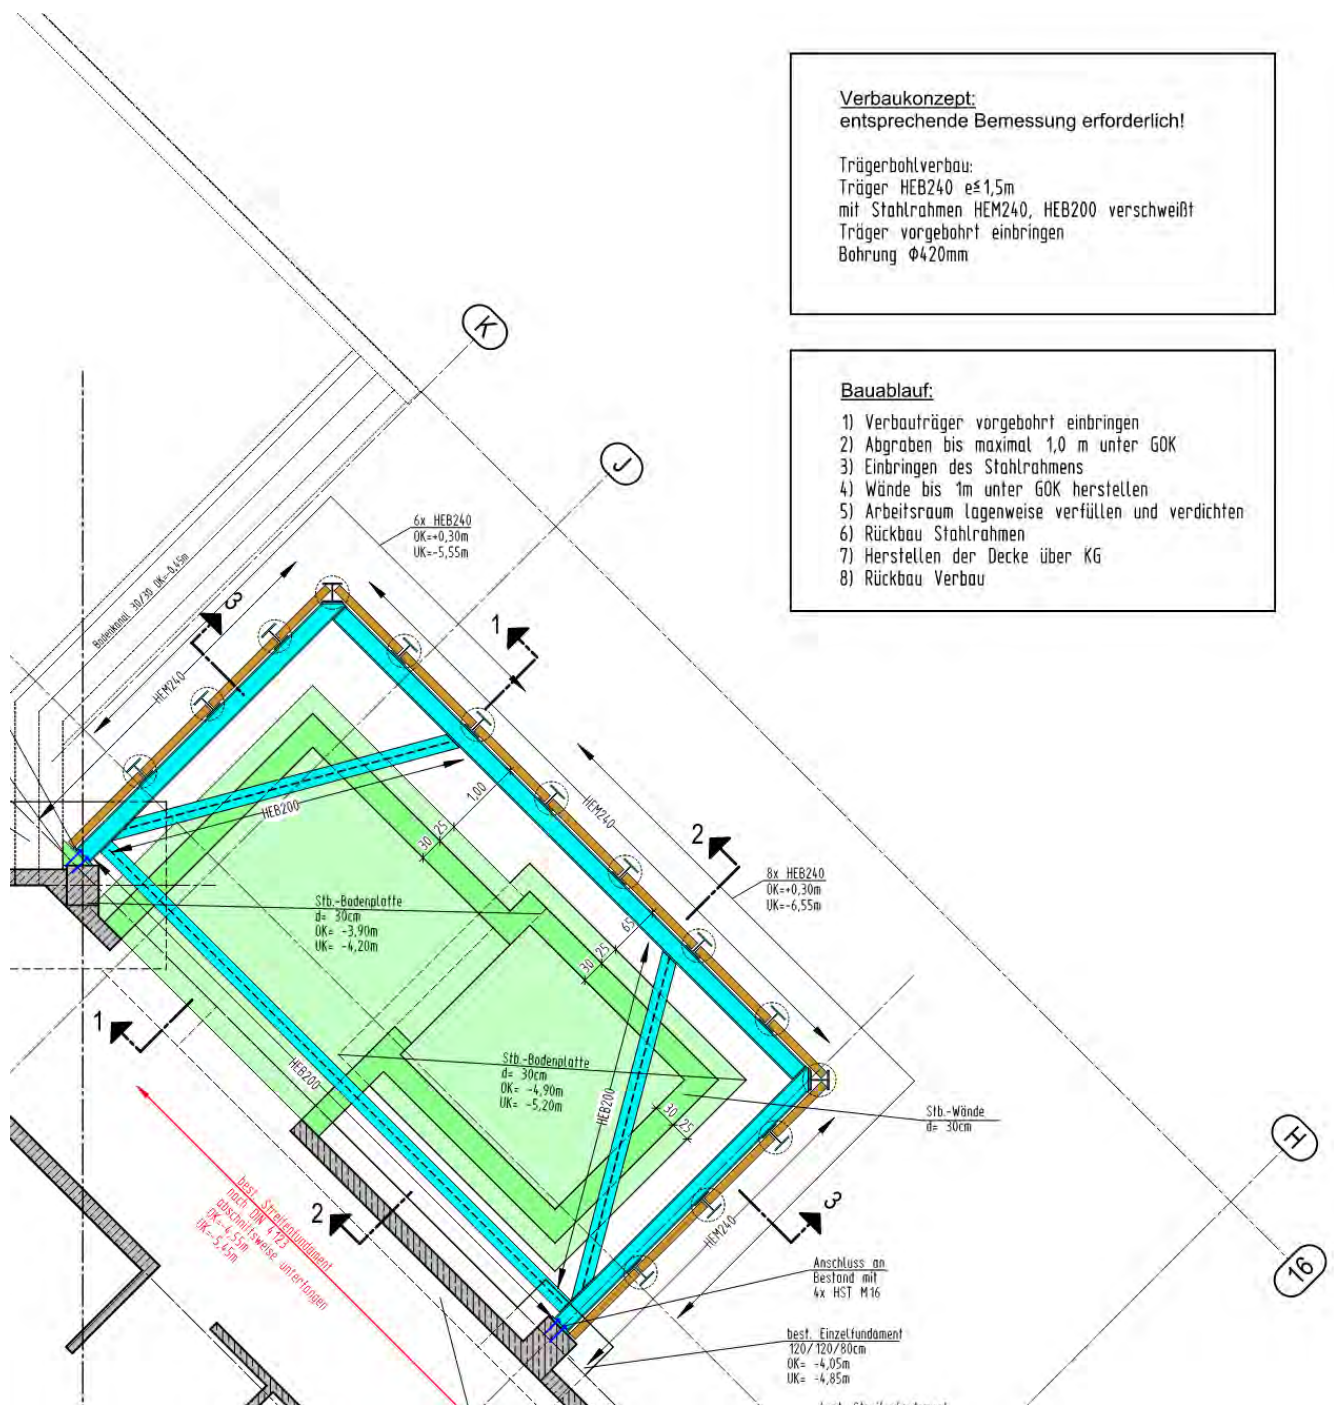 Verbaukonzept:
entsprechende Bemessung erforderlich!
Trägerbohlverbau:
Träger HEB240 e≤1,5m
mit Stahlrahmen HEM240, HEB200 verschweißt
Träger vorgebohrt einbringen
Bohrung Φ420mm
Bauablauf:
1) Verbauträger vorgebohrt einbringen
2) Abgraben bis maximal 1,0 m unter GOK
3) Einbringen des Stahlrahmens
4) Wände bis 1m unter GOK herstellen
5) Arbeitsraum lagenweise verfüllen und verdichten
6) Rückbau Stahlrahmen
7) Herstellen der Decke über KG
8) Rückbau Verbau
K
J
6x HEB240
OK=+0,30m
UK=-5,55m
Bodenkanal 30/30 OK=-0,45m
3
1
HEM240
HEB200
1,00
30 25
HEM240
2
8x HEB240
OK=+0,30m
UK=-6,55m
Stb.-Bodenplatte
d= 30cm
OK= -3,90m
UK= -4,20m
65
30 25
1
HEB200
Stb.-Bodenplatte
d= 30cm
OK= -4,90m
UK= -5,20m
HEB200
30 25
Stb.-Wände
d= 30cm
H
best. Streifenfundament
nach DIN 4123
abschnittsweise unterfangen
OK=-4,55m
UK=-5,45m
2
HEM240
3
16
Anschluss an
Bestand mit
4x HST M16
best. Einzelfundament
120/120/80cm
OK= -4,05m
UK= -4,85m